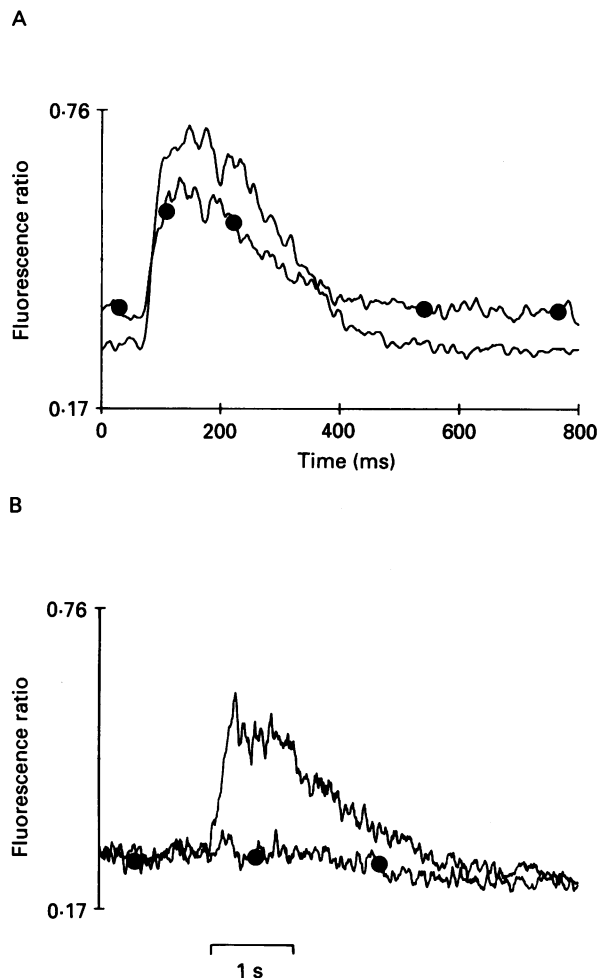 A
0·76
Fluorescence ratio
0·17
0 200 400 600 800
Time (ms)
B
0·76
Fluorescence ratio
0·17
1 s